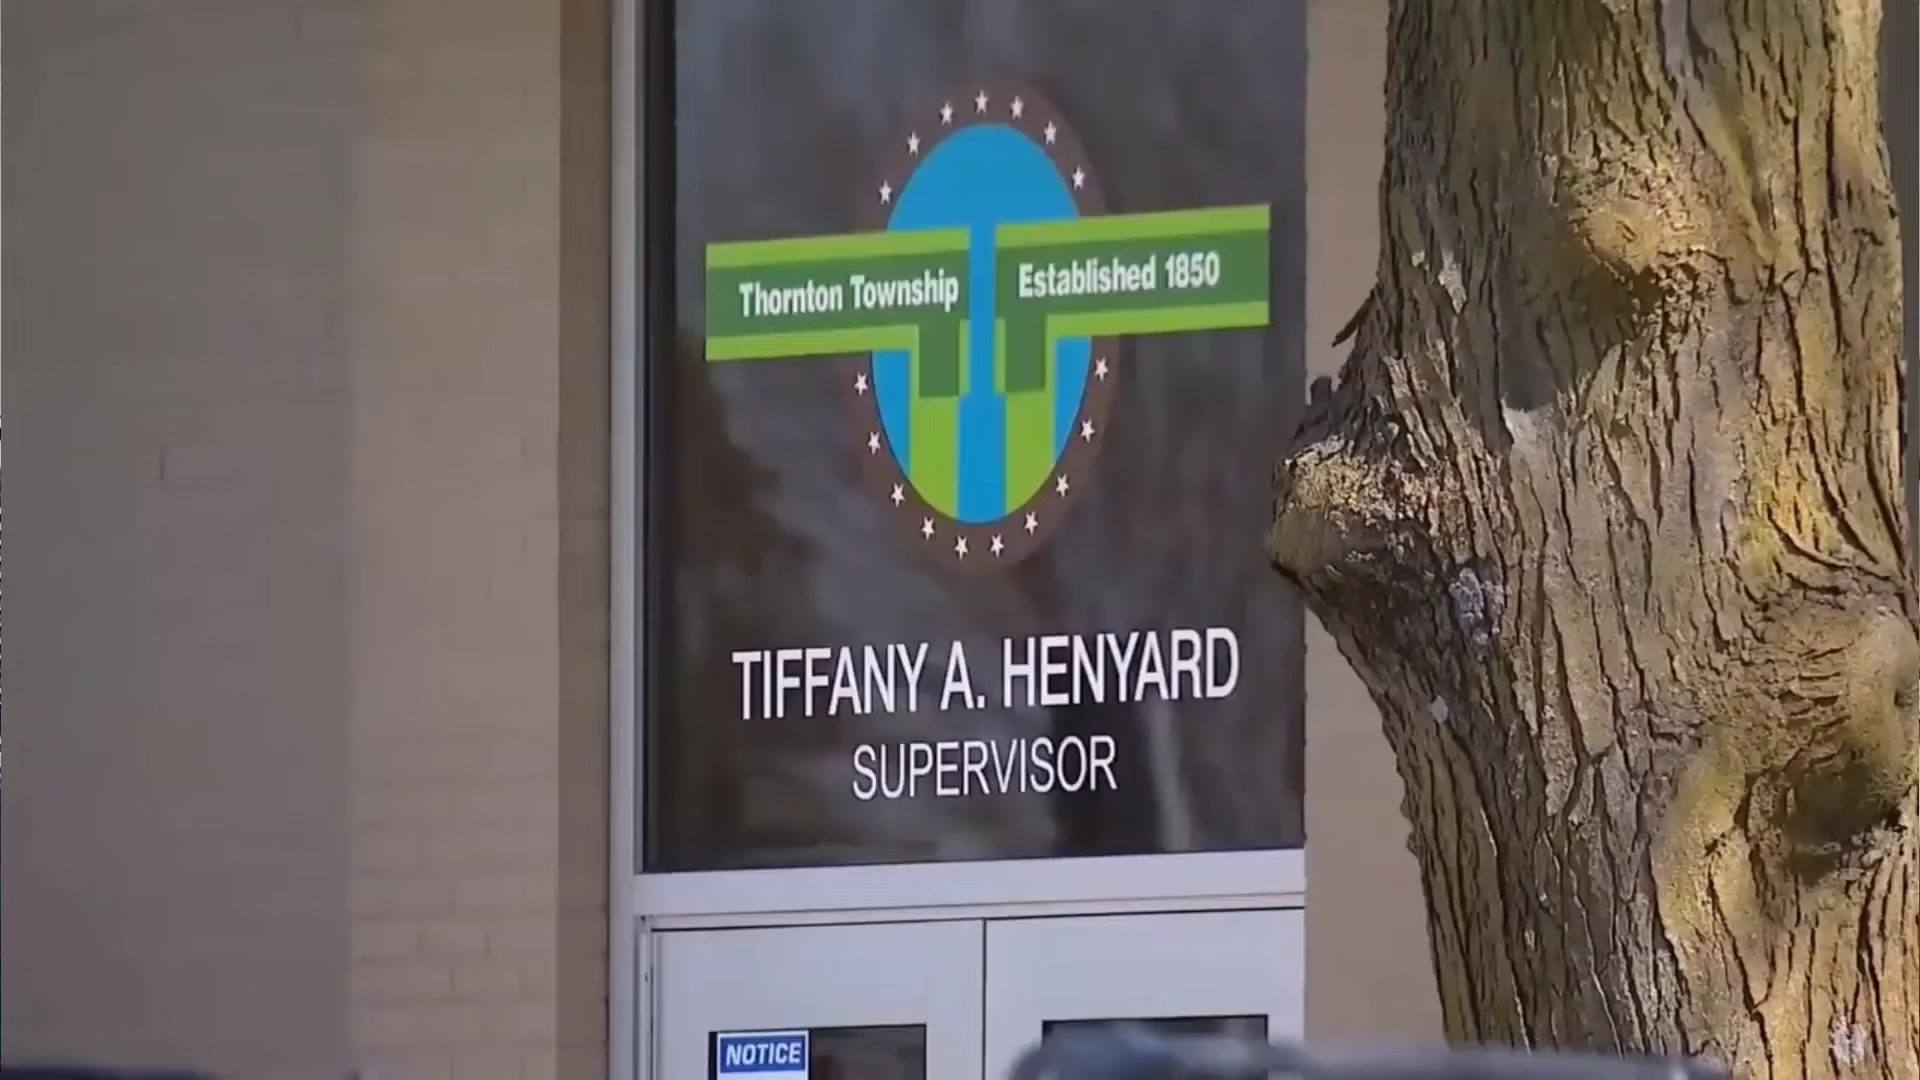 Thornton Township Established 1850
TIFFANY A. HENYARD
SUPERVISOR
NOTICE